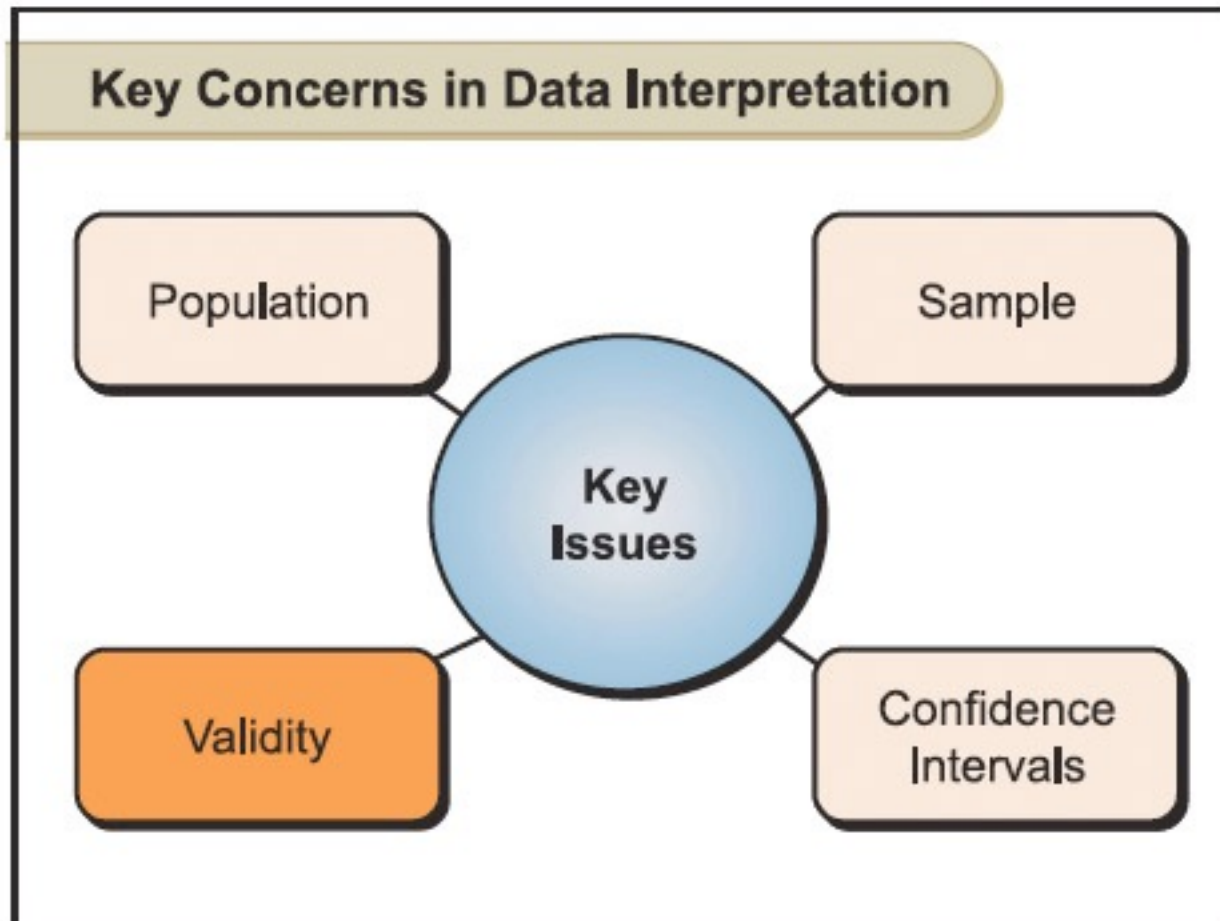 Key Concerns in Data Interpretation
Population
Sample
Key
Issues
Validity
Confidence
Intervals